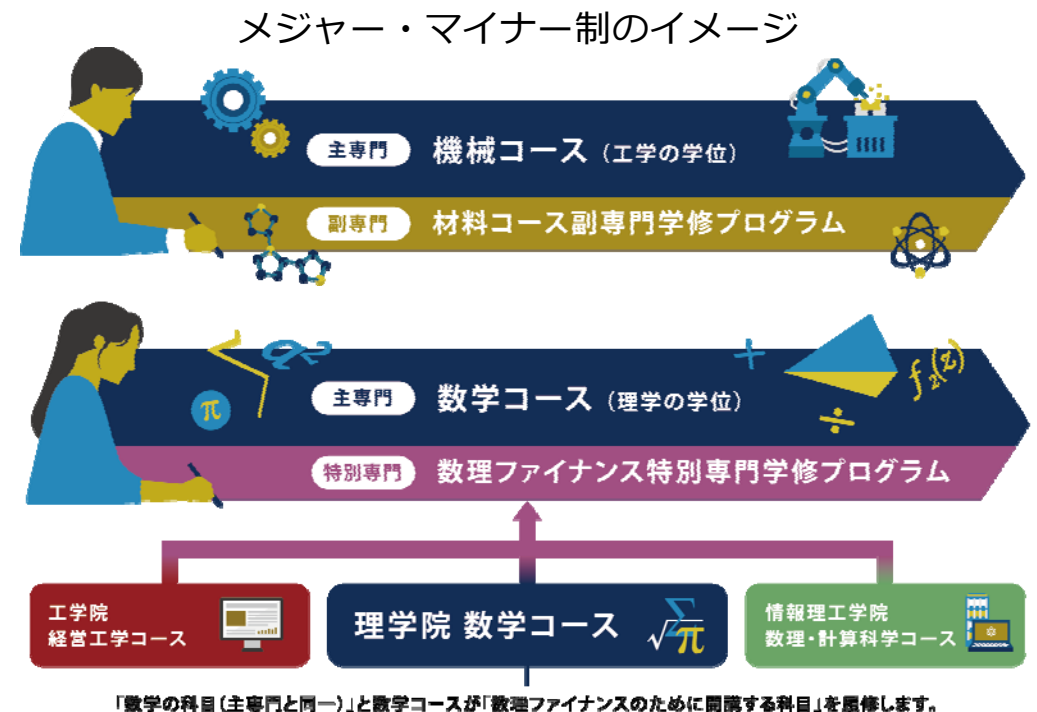 メジャー・マイナー制のイメージ
主専門 機械コース（工学の学位）
副専門 材料コース副専門学修プログラム
π
主専門 数学コース（理学の学位）
特別専門 数理ファイナンス特別専門学修プログラム
工学院
経営工学コース
理学院 数学コース
情報理工学院
数理・計算科学コース
「数学の科目（主専門と同一）」と数学コースが「数理ファイナンスのために開講する科目」を履修します。